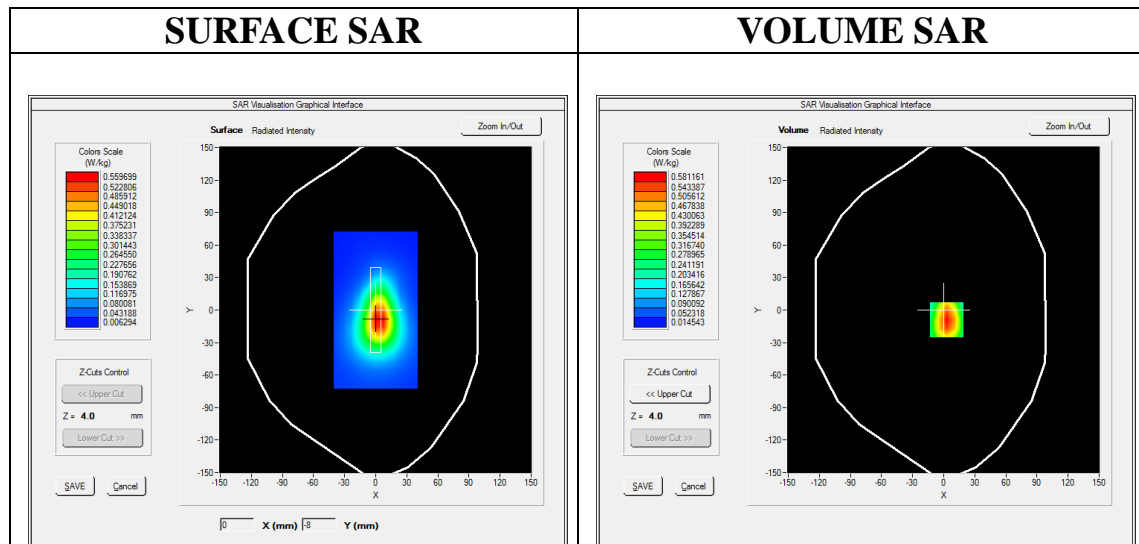 SURFACE SAR
VOLUME SAR
SAR Visualisation Graphical Interface
Surface Radiated Intensity
Zoom In/Out
Colors Scale
(W/kg)
0.559699
0.522806
0.485912
0.449018
0.412124
0.375231
0.338337
0.301443
0.264550
0.227656
0.190762
0.153869
0.116975
0.080081
0.043188
0.006294
Z-Cuts Control
<< Upper Cut
Z = 4.0 mm
Lower Cut >>
SAVE Cancel
150
120
90
60
30
0
-30
-60
-90
-120
-150
Y
-150 -120 -90 -60 -30 0 30 60 90 120 150
X
0 X (mm) -8 Y (mm)
SAR Visualisation Graphical Interface
Volume Radiated Intensity
Zoom In/Out
Colors Scale
(W/kg)
0.581161
0.543387
0.505612
0.467838
0.430063
0.392289
0.354514
0.316740
0.278965
0.241191
0.203416
0.165642
0.127867
0.090092
0.052318
0.014543
Z-Cuts Control
<< Upper Cut
Z = 4.0 mm
Lower Cut >>
SAVE Cancel
150
120
90
60
30
0
-30
-60
-90
-120
-150
Y
-150 -120 -90 -60 -30 0 30 60 90 120 150
X